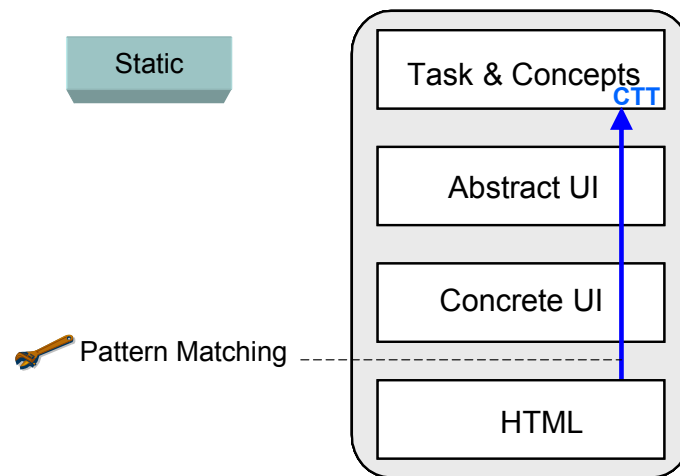 Static
Task & Concepts
CTT
Abstract UI
Concrete UI
Pattern Matching
HTML